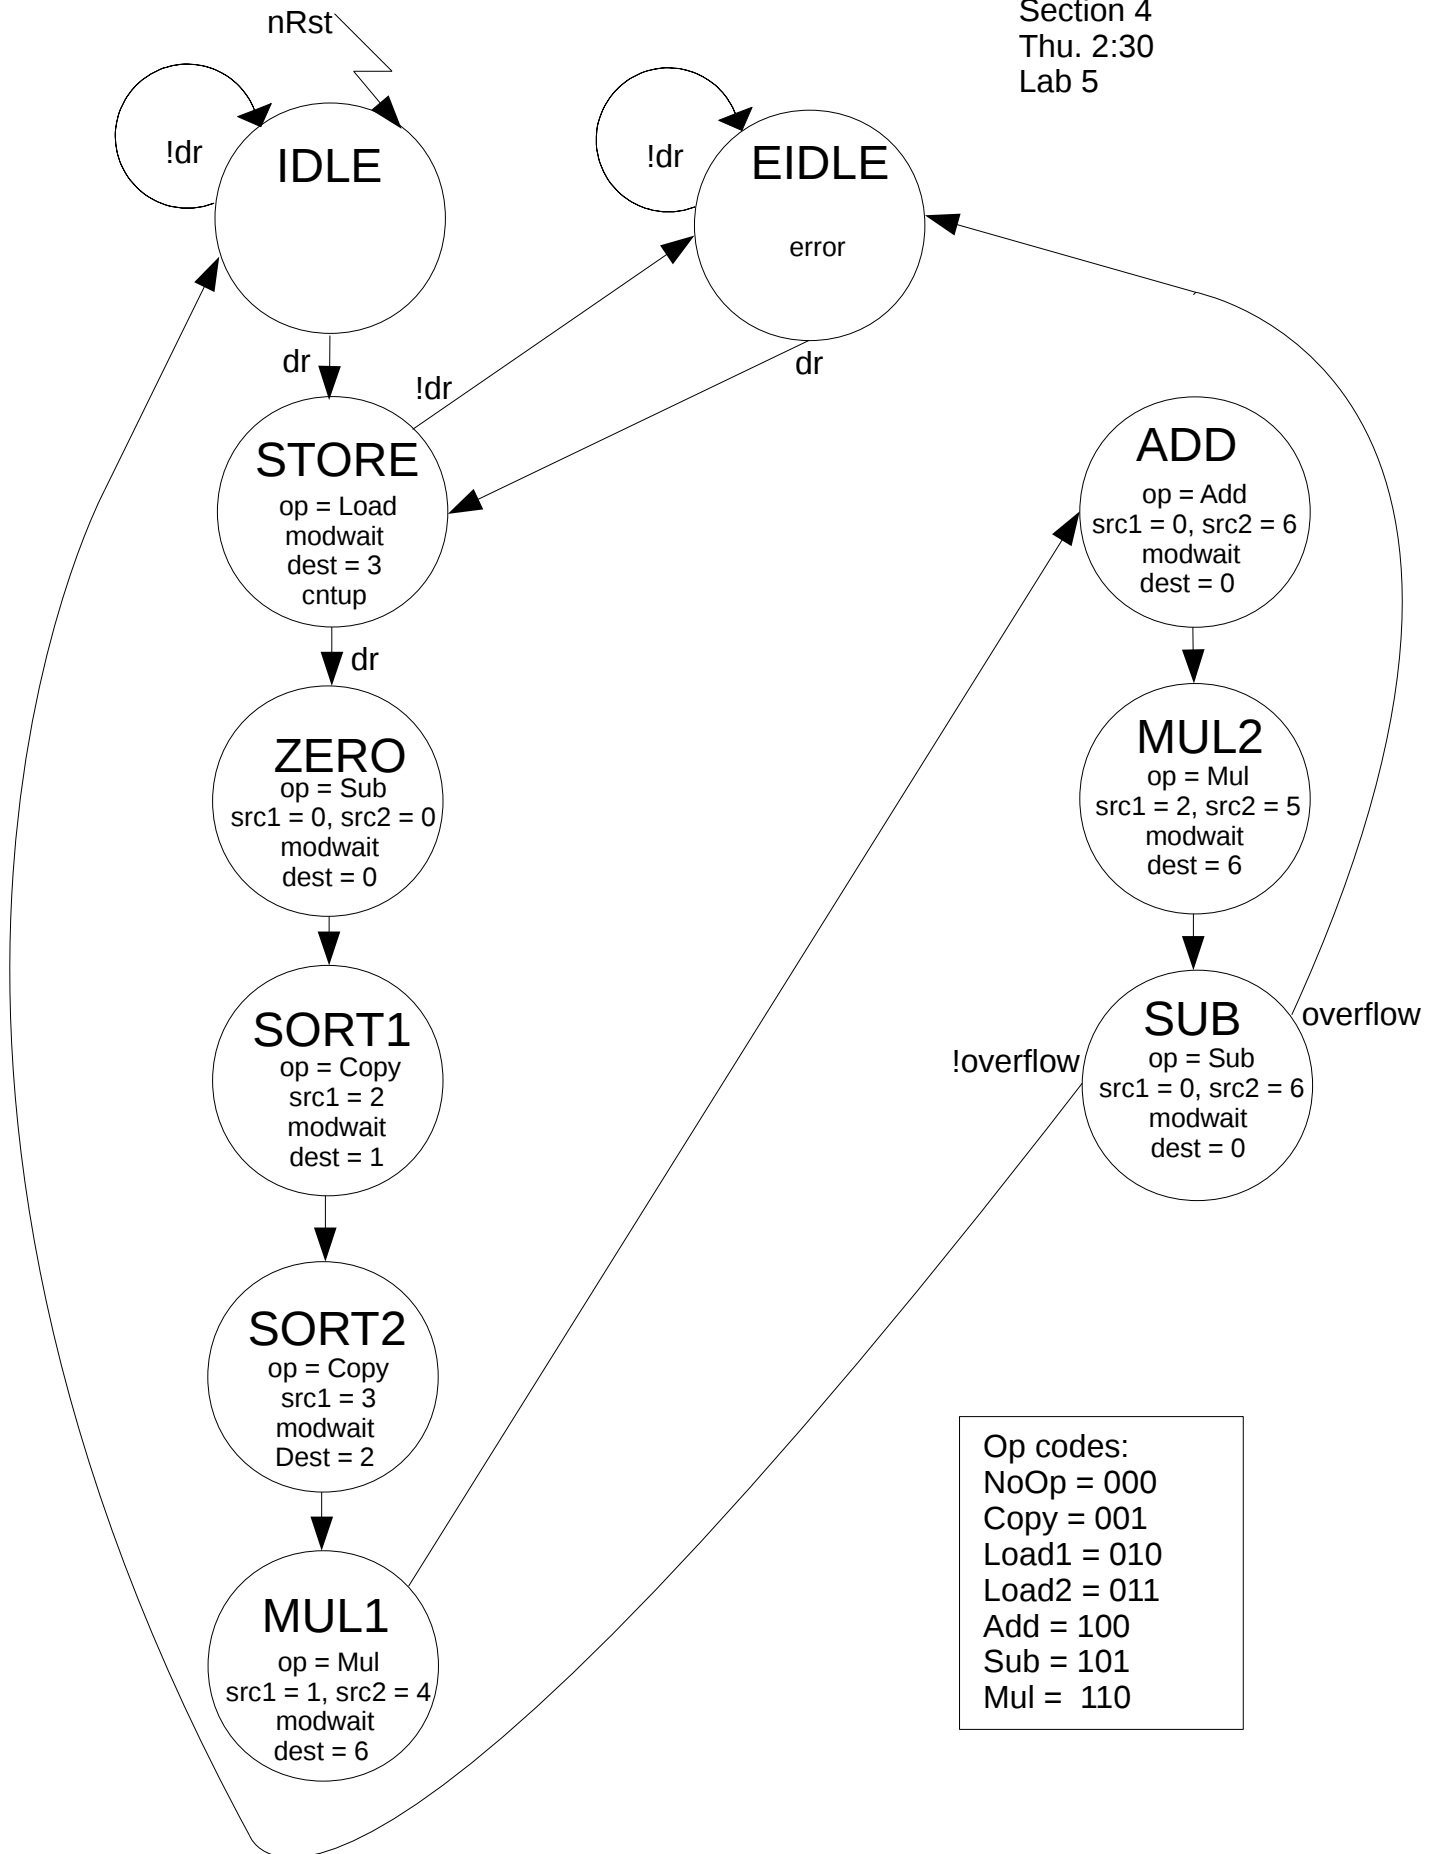 nRst
Section 4
Thu. 2:30
Lab 5
!dr
IDLE
!dr
EIDLE
error
dr
!dr
dr
STORE
op = Load
modwait
dest = 3
cntup
dr
ADD
op = Add
src1 = 0, src2 = 6
modwait
dest = 0
ZERO
op = Sub
src1 = 0, src2 = 0
modwait
dest = 0
MUL2
op = Mul
src1 = 2, src2 = 5
modwait
dest = 6
SORT1
op = Copy
src1 = 2
modwait
dest = 1
SUB
op = Sub
src1 = 0, src2 = 6
modwait
dest = 0
overflow
!overflow
SORT2
op = Copy
src1 = 3
modwait
Dest = 2
MUL1
op = Mul
src1 = 1, src2 = 4
modwait
dest = 6
Op codes:
NoOp = 000
Copy = 001
Load1 = 010
Load2 = 011
Add = 100
Sub = 101
Mul =  110